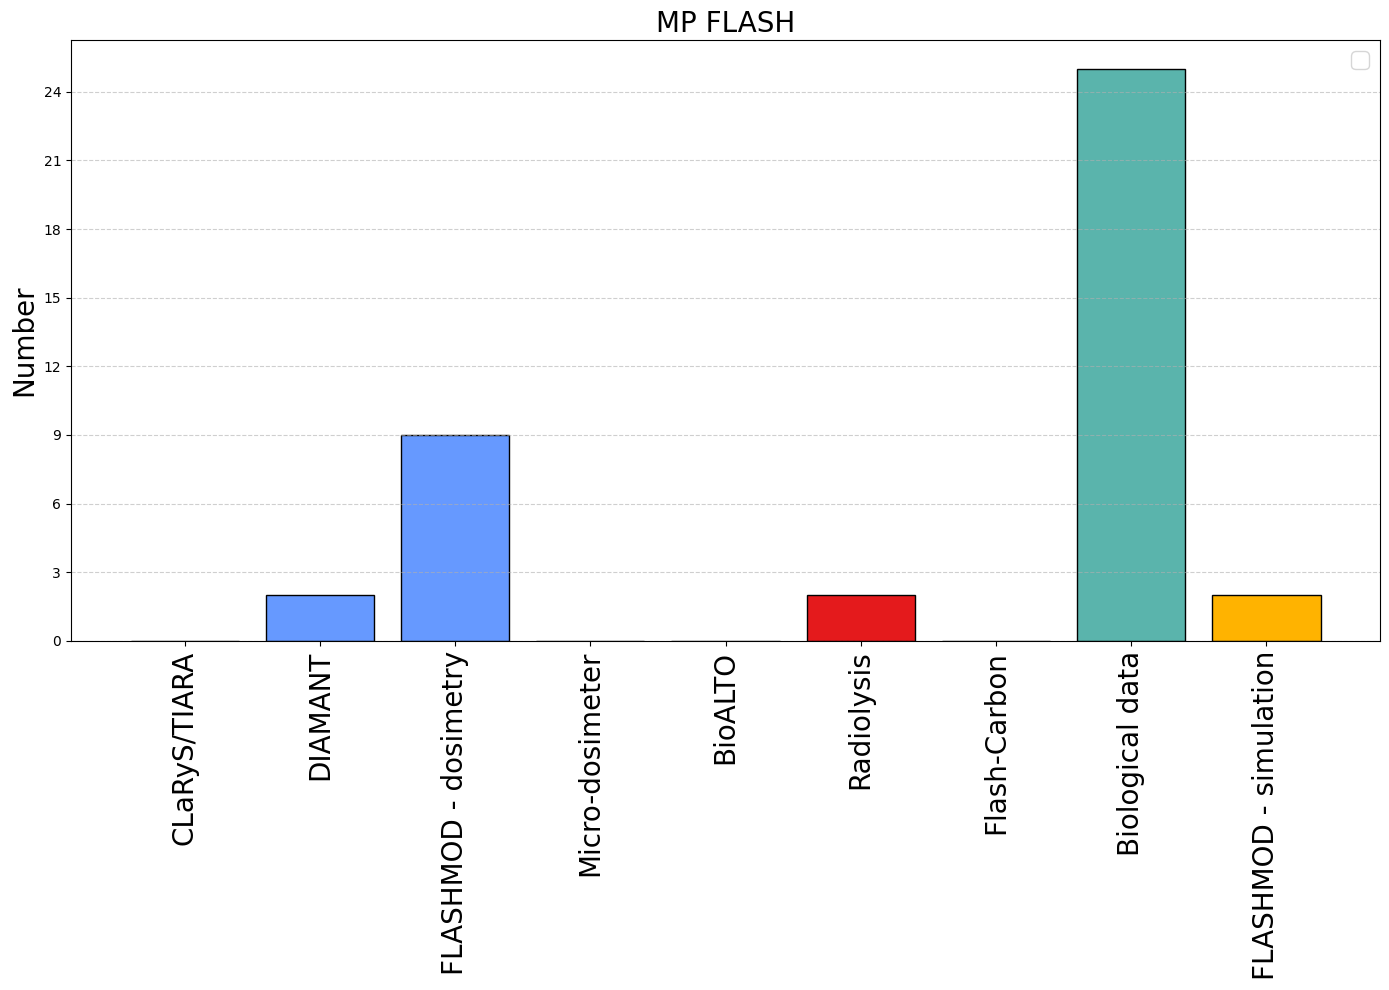 MP FLASH
Number
24
21
18
15
12
9
6
3
0
CLaRyS/TIARA
DIAMANT
FLASHMOD - dosimetry
Micro-dosimeter
BioALTO
Radiolysis
Flash-Carbon
Biological data
FLASHMOD - simulation